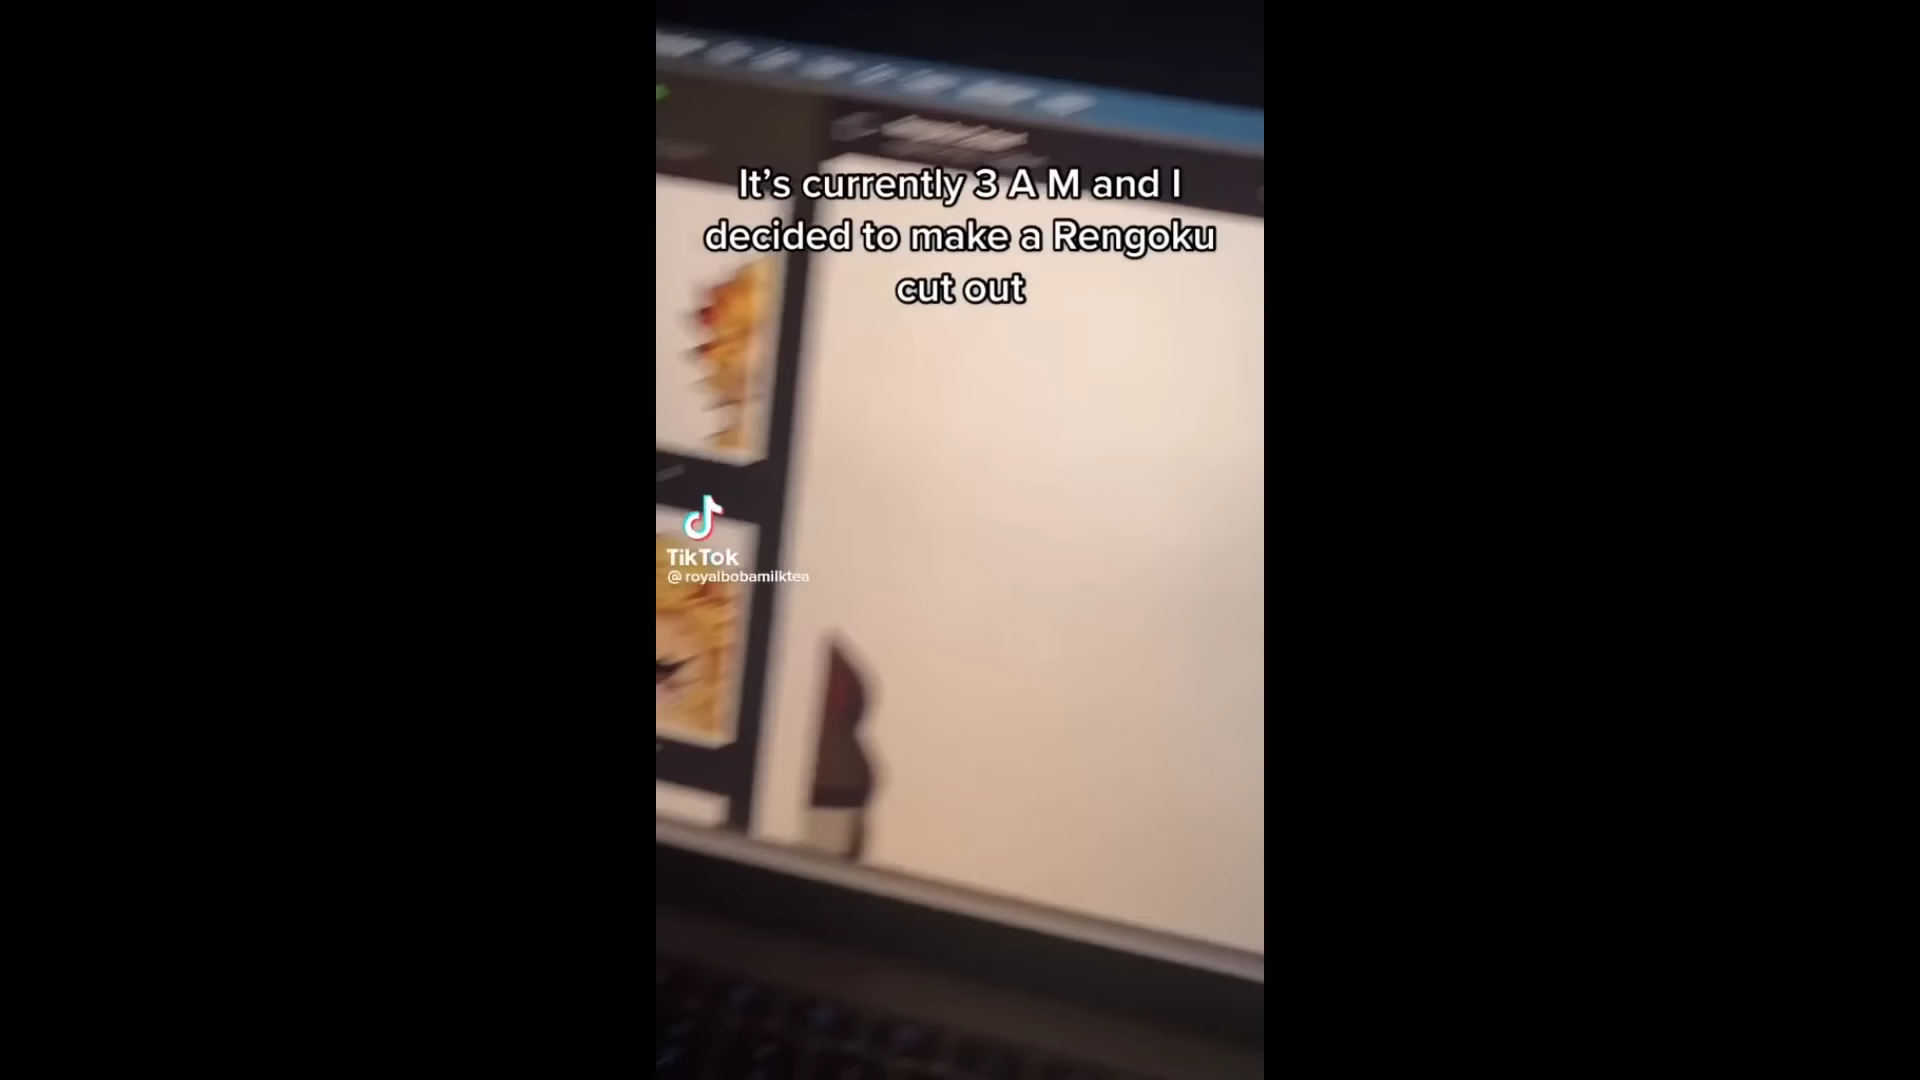 It's currently 3 A M and I
decided to make a Rengoku
cut out
TikTok
@royalbobamilktea